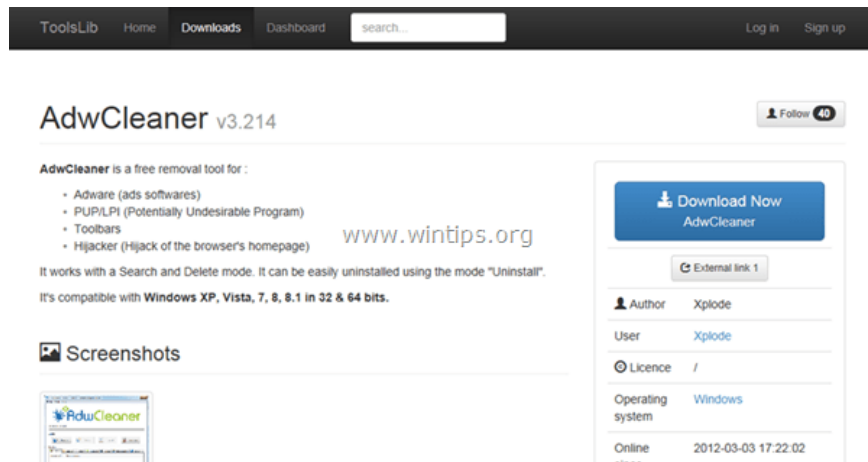 ToolsLib Home Downloads Dashboard search... Log in Sign up
AdwCleaner v3.214
Follow 40
AdwCleaner is a free removal tool for :
• Adware (ads softwares)
• PUP/LPI (Potentially Undesirable Program)
• Toolbars
• Hijacker (Hijack of the browser's homepage)
It works with a Search and Delete mode. It can be easily uninstalled using the mode "Uninstall".
It's compatible with Windows XP, Vista, 7, 8, 8.1 in 32 & 64 bits.
www.wintips.org
Screenshots
AdwCleaner
Download Now
AdwCleaner
External link 1
Author Xplode
User Xplode
Licence /
Operating Windows
system
Online 2012-03-03 17:22:02